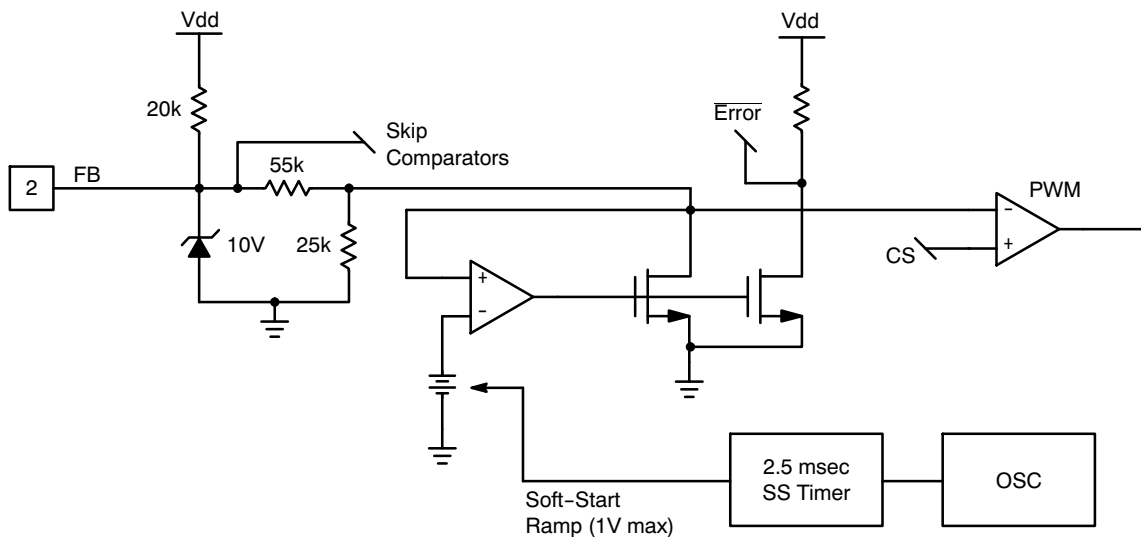 Vdd
Vdd
20k
Error
Skip
Comparators
2
FB
55k
PWM
10V
25k
CS
+
−
−
+
2.5 msec
SS Timer
OSC
Soft−Start
Ramp (1V max)